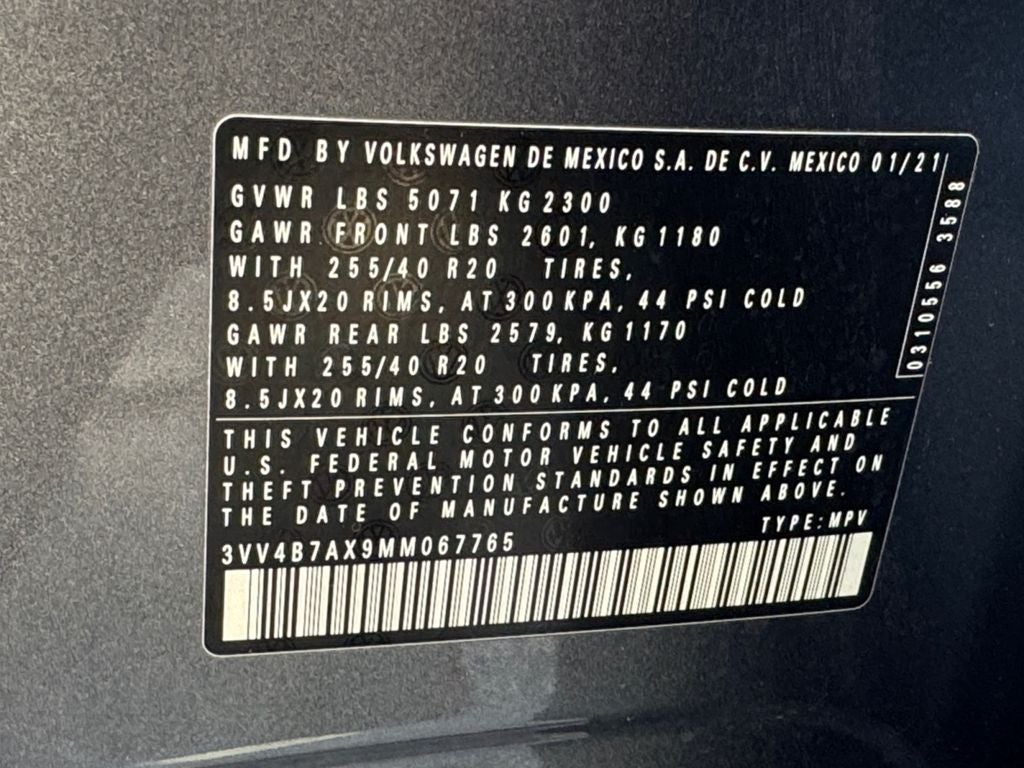 MFD BY VOLKSWAGEN DE MEXICO S.A. DE C.V. MEXICO 01/21
GVWR LBS 5071 KG 2300
GAWR FRONT LBS 2601, KG 1180
WITH 255/40 R20 TIRES,
8.5JX20 RIMS, AT 300 KPA, 44 PSI COLD
GAWR REAR LBS 2579, KG 1170
WITH 255/40 R20 TIRES,
8.5JX20 RIMS, AT 300 KPA, 44 PSI COLD
0310556 3588
THIS VEHICLE CONFORMS TO ALL APPLICABLE
U.S. FEDERAL MOTOR VEHICLE SAFETY AND
THEFT PREVENTION STANDARDS IN EFFECT ON
THE DATE OF MANUFACTURE SHOWN ABOVE.
TYPE: MPV
3VV4B7AX9MM067765